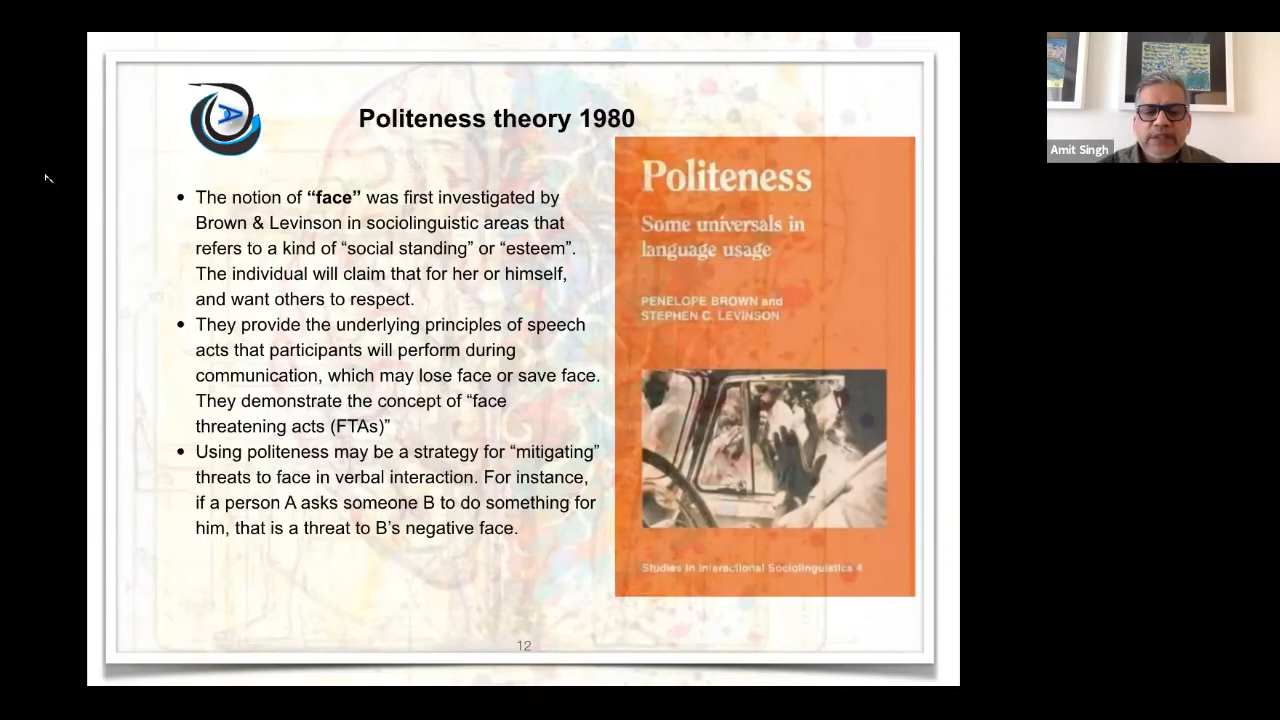 Politeness theory 1980
The notion of “face” was first investigated by
Brown & Levinson in sociolinguistic areas that
refers to a kind of “social standing” or “esteem”.
The individual will claim that for her or himself,
and want others to respect.
They provide the underlying principles of speech
acts that participants will perform during
communication, which may lose face or save face.
They demonstrate the concept of “face
threatening acts (FTAs)”
Using politeness may be a strategy for “mitigating”
threats to face in verbal interaction. For instance,
if a person A asks someone B to do something for
him, that is a threat to B’s negative face.
Politeness
Some universals in
language usage
PENELOPE BROWN and
STEPHEN C. LEVINSON
Studies in Interactional Sociolinguistics 4
12
Amit Singh